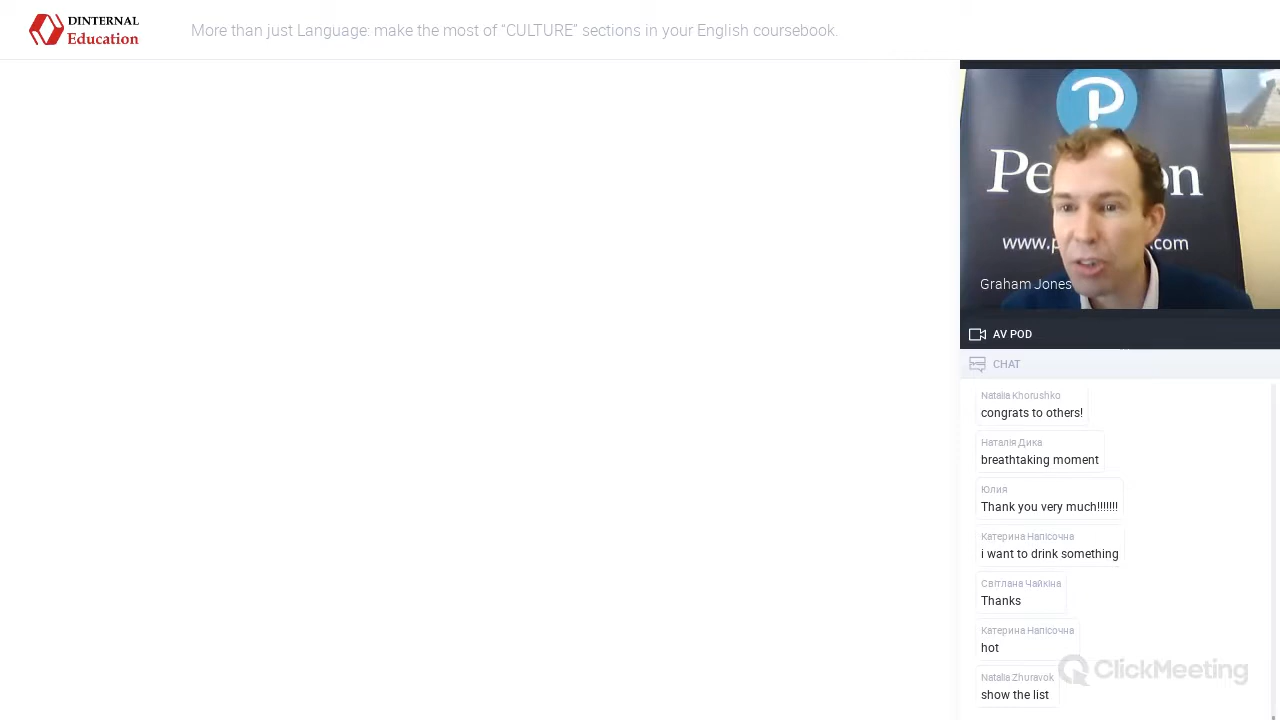 DINTERNAL
Education
More than just Language: make the most of “CULTURE” sections in your English coursebook.
www.p .com
Graham Jones
AV POD
CHAT
Natalia Khorushko
congrats to others!
Наталія Дика
breathtaking moment
Юлия
Thank you very much!!!!!!!
Катерина Напісочна
i want to drink something
Світлана Чайкіна
Thanks
Катерина Напісочна
hot
Natalia Zhuravok
show the list
ClickMeeting